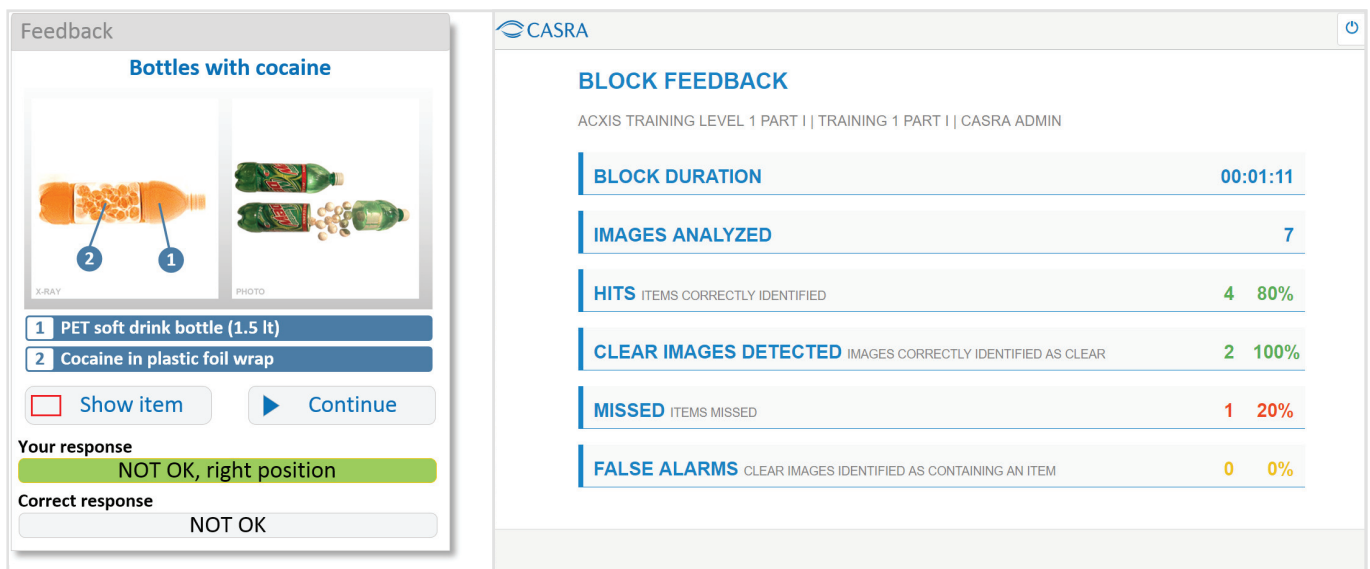 Feedback
Bottles with cocaine
2
1
X-RAY
PHOTO
1 PET soft drink bottle (1.5 lt)
2 Cocaine in plastic foil wrap
Show item
Continue
Your response
NOT OK, right position
Correct response
NOT OK
CASRA
BLOCK FEEDBACK
ACXIS TRAINING LEVEL 1 PART I | TRAINING 1 PART I | CASRA ADMIN
BLOCK DURATION 00:01:11
IMAGES ANALYZED 7
HITS ITEMS CORRECTLY IDENTIFIED 4 80%
CLEAR IMAGES DETECTED IMAGES CORRECTLY IDENTIFIED AS CLEAR 2 100%
MISSED ITEMS MISSED 1 20%
FALSE ALARMS CLEAR IMAGES IDENTIFIED AS CONTAINING AN ITEM 0 0%